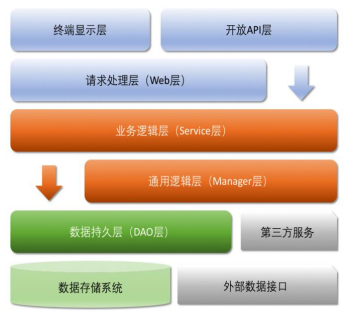 终端显示层
开放API层
请求处理层（Web层）
业务逻辑层（Service层）
通用逻辑层（Manager层）
数据持久层（DAO层）
第三方服务
数据存储系统
外部数据接口